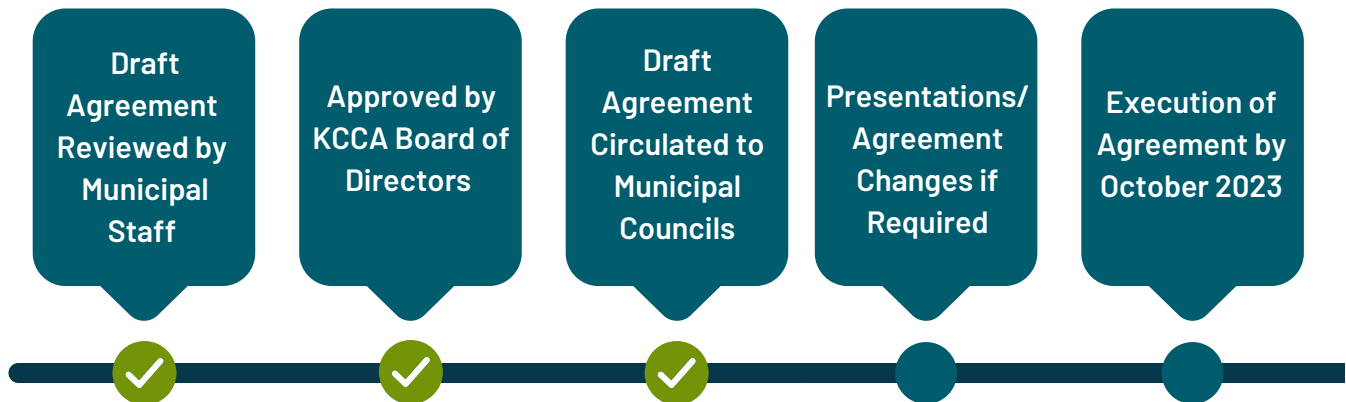 Draft
Agreement
Reviewed by
Municipal
Staff
Approved by
KCCA Board of
Directors
Draft
Agreement
Circulated to
Municipal
Councils
Presentations/
Agreement
Changes if
Required
Execution of
Agreement by
October 2023